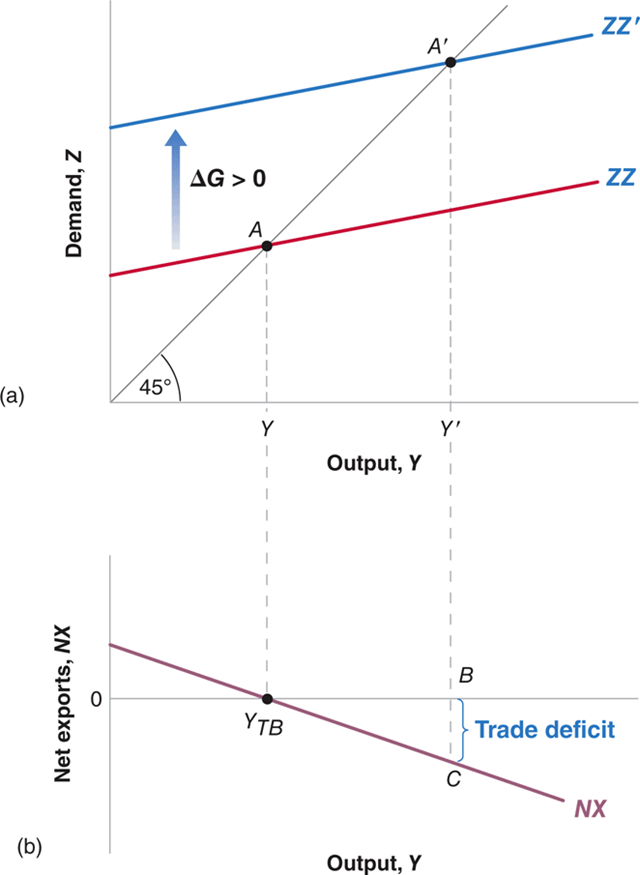 ZZ′
A′
Demand, Z
ΔG > 0
ZZ
A
45°
(a)
Y
Y′
Output, Y
Net exports, NX
B
0
Y_TB
Trade deficit
C
NX
(b)
Output, Y